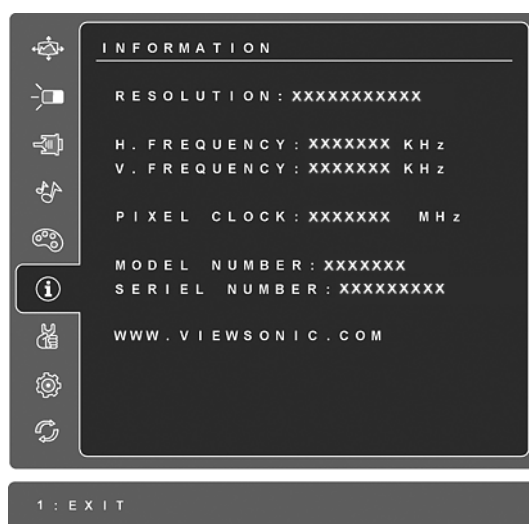 INFORMATION
RESOLUTION: XXXXXXXXXXX
H. FREQUENCY: XXXXXXX KHz
V. FREQUENCY: XXXXXXX KHz
PIXEL CLOCK: XXXXXXX MHz
MODEL NUMBER: XXXXXXX
SERIEL NUMBER: XXXXXXXXX
WWW.VIEWSONIC.COM
1: EXIT